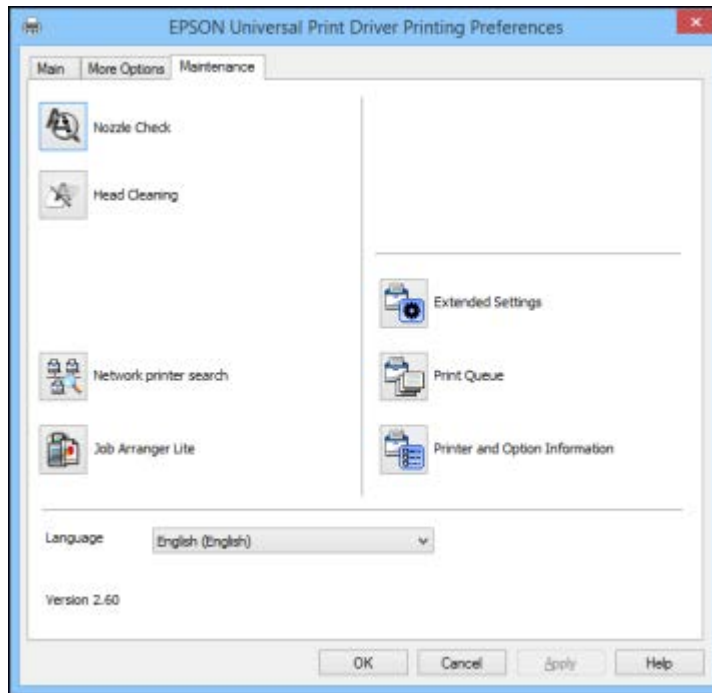 EPSON Universal Print Driver Printing Preferences
Main More Options Maintenance
Nozzle Check
Head Cleaning
Extended Settings
Network printer search
Print Queue
Job Arranger Lite
Printer and Option Information
Language English (English)
Version 2.60
OK Cancel Apply Help